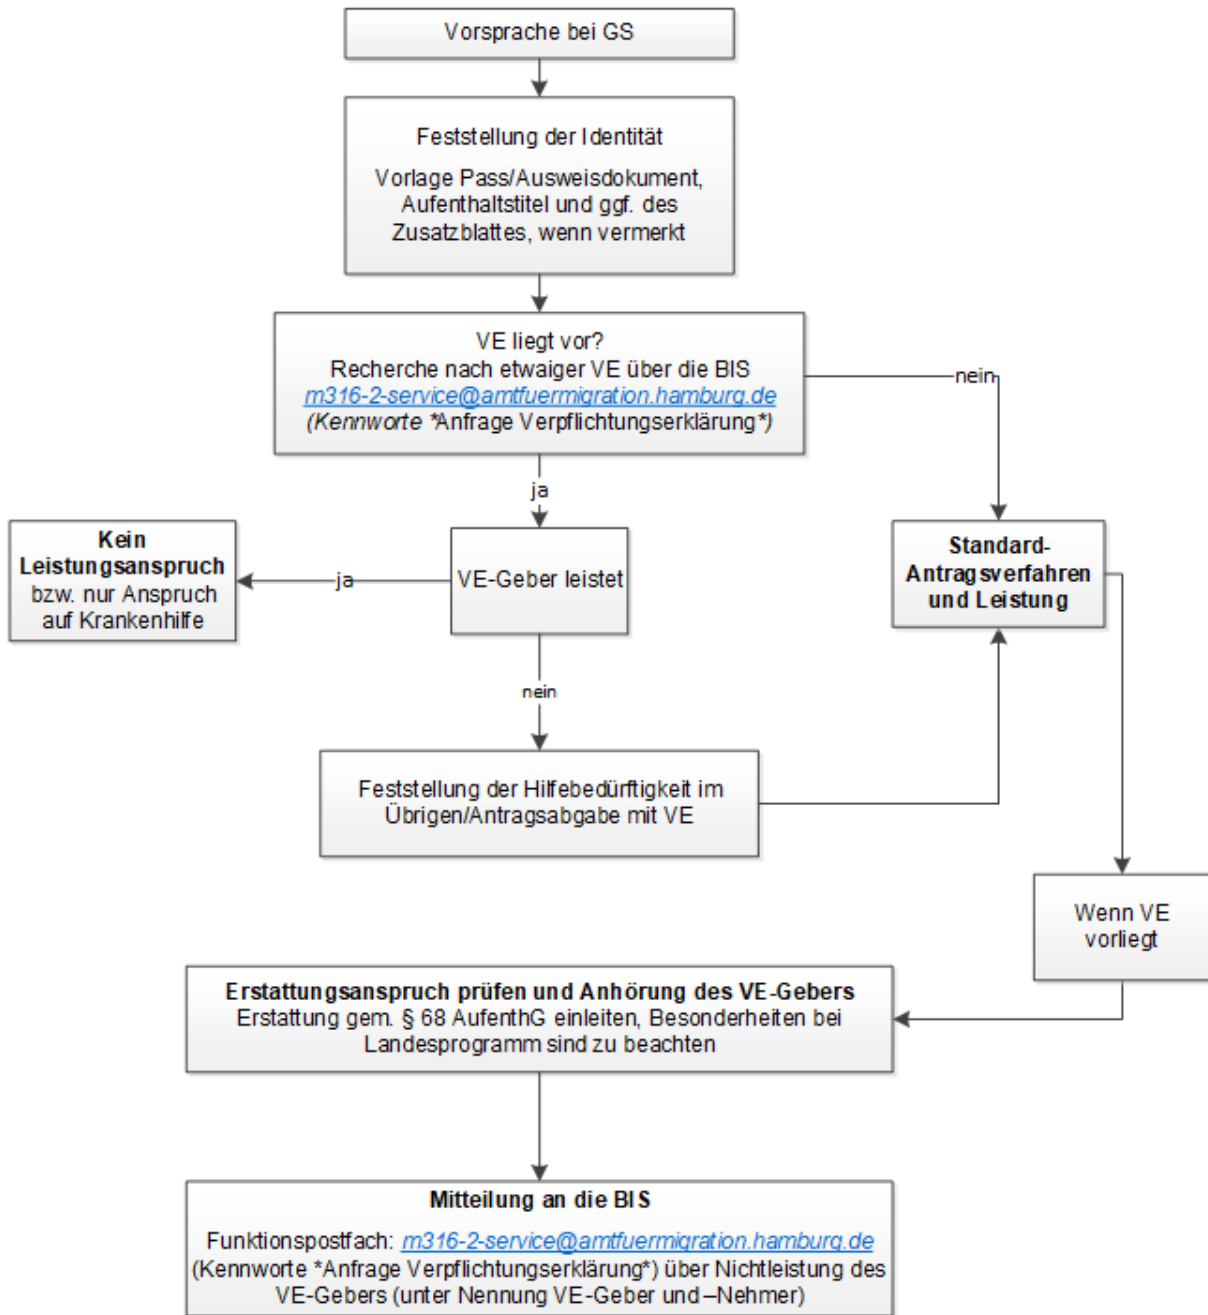 Vorsprache bei GS
Feststellung der Identität
Vorlage Pass/Ausweisdokument,
Aufenthaltstitel und ggf. des
Zusatzblattes, wenn vermerkt
VE liegt vor?
Recherche nach etwaiger VE über die BIS
m316-2-service@amtfuermigration.hamburg.de
(Kennworte *Anfrage Verpflichtungserklärung*)
nein
ja
Kein
Leistungsanspruch
bzw. nur Anspruch
auf Krankenhilfe
ja
VE-Geber leistet
Standard-
Antragsverfahren
und Leistung
nein
Feststellung der Hilfebedürftigkeit im
Übrigen/Antragsabgabe mit VE
Wenn VE
vorliegt
Erstattungsanspruch prüfen und Anhörung des VE-Gebers
Erstattung gem. § 68 AufenthG einleiten, Besonderheiten bei
Landesprogramm sind zu beachten
Mitteilung an die BIS
Funktionspostfach: m316-2-service@amtfuermigration.hamburg.de
(Kennworte *Anfrage Verpflichtungserklärung*) über Nichtleistung des
VE-Gebers (unter Nennung VE-Geber und –Nehmer)